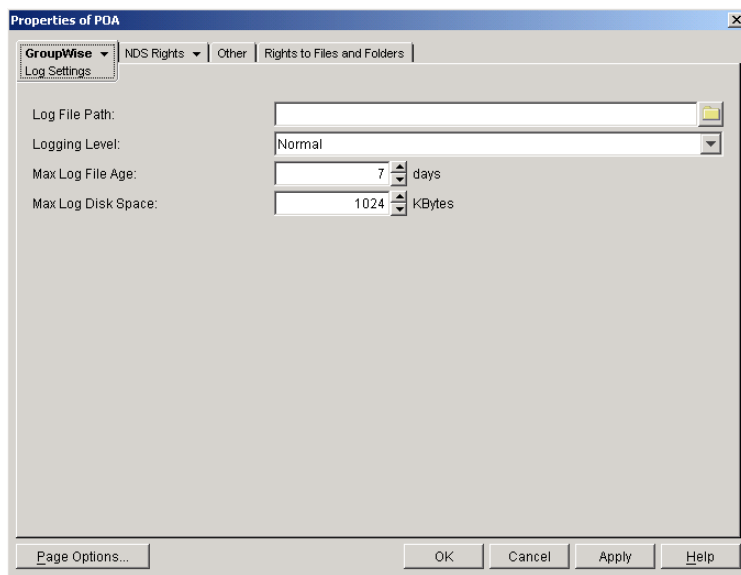 Properties of POA
GroupWise NDS Rights Other Rights to Files and Folders
Log Settings
Log File Path:
Logging Level: Normal
Max Log File Age: 7 days
Max Log Disk Space: 1024 KBytes
Page Options... OK Cancel Apply Help